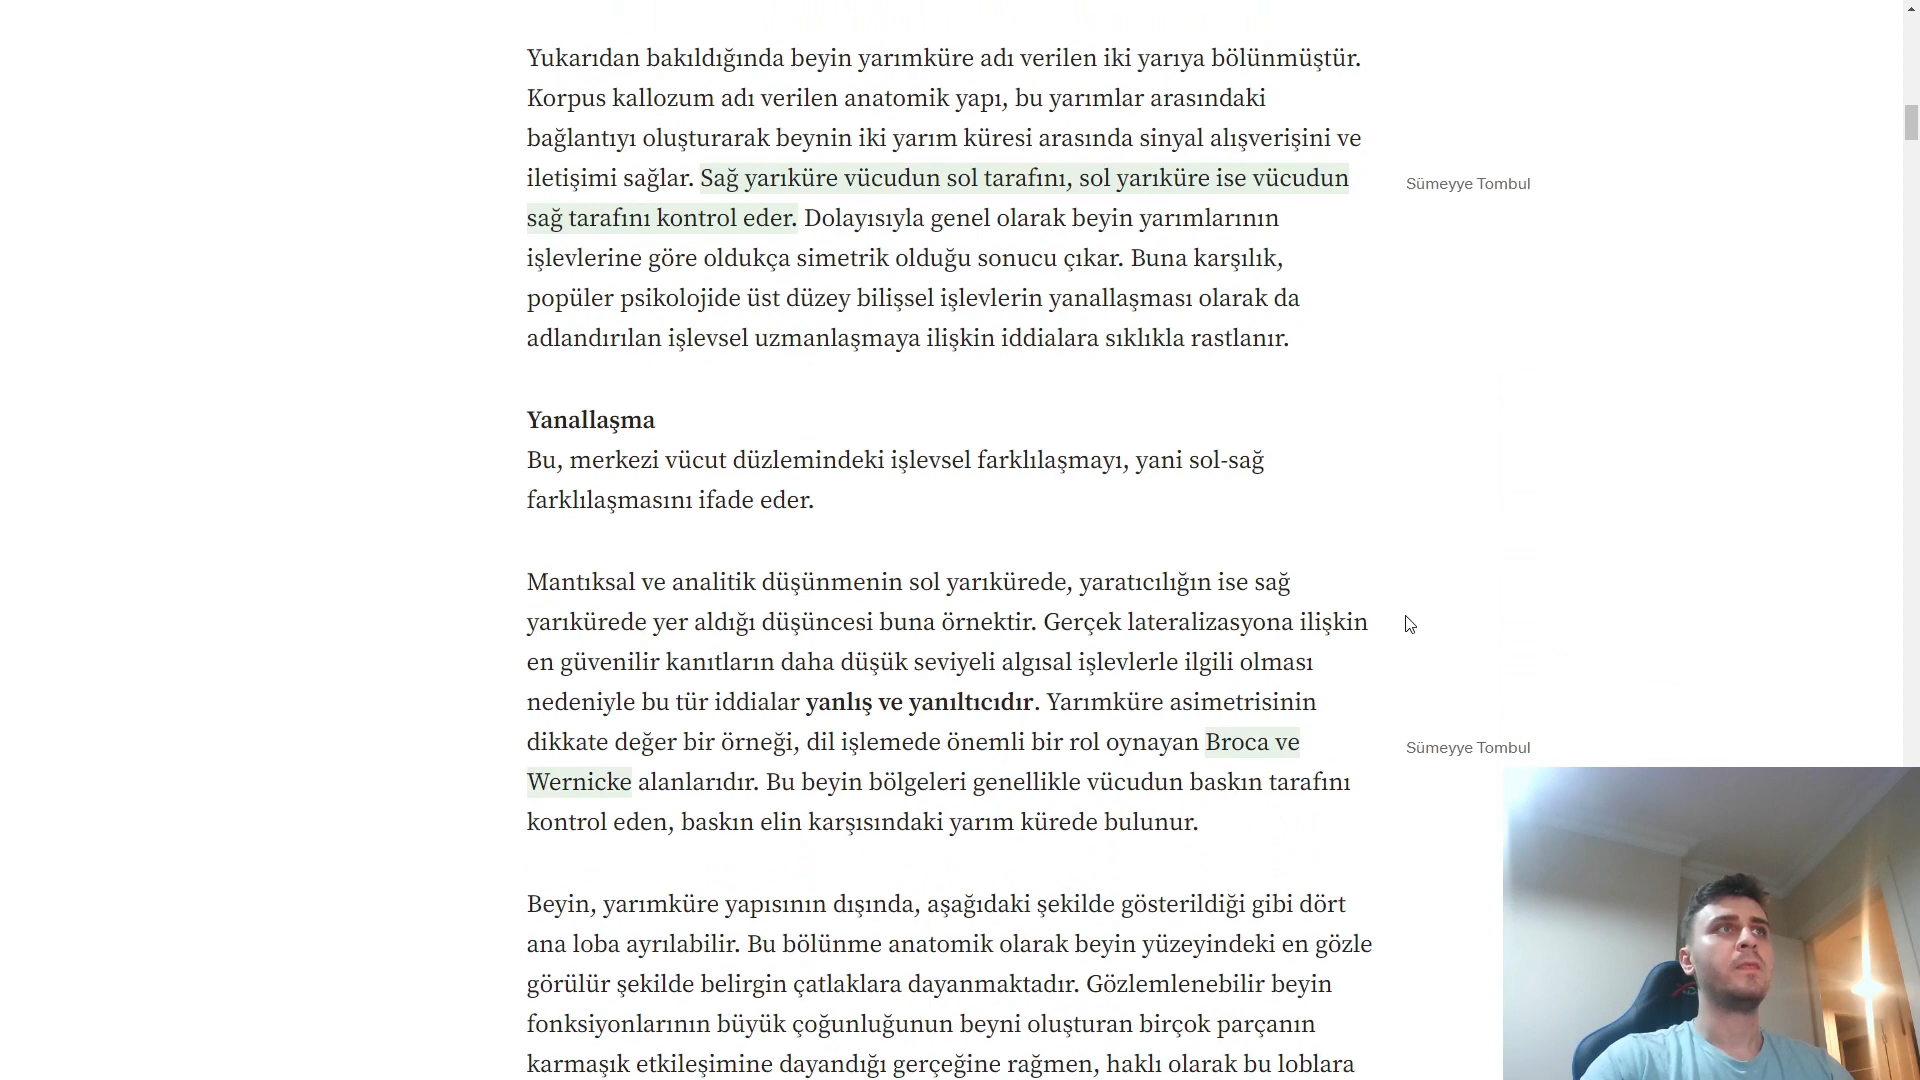 Yukarıdan bakıldığında beyin yarımküre adı verilen iki yarıya bölünmüştür.
Korpus kallozum adı verilen anatomik yapı, bu yarımlar arasındaki
bağlantıyı oluşturarak beynin iki yarım küresi arasında sinyal alışverişini ve
iletişimi sağlar. Sağ yarıküre vücudun sol tarafını, sol yarıküre ise vücudun
Sümeyye Tombul
sağ tarafını kontrol eder. Dolayısıyla genel olarak beyin yarımlarının
işlevlerine göre oldukça simetrik olduğu sonucu çıkar. Buna karşılık,
popüler psikolojide üst düzey bilişsel işlevlerin yanallaşması olarak da
adlandırılan işlevsel uzmanlaşmaya ilişkin iddialara sıklıkla rastlanır.
Yanallaşma
Bu, merkezi vücut düzlemindeki işlevsel farklılaşmayı, yani sol-sağ
farklılaşmasını ifade eder.
Mantıksal ve analitik düşünmenin sol yarıkürede, yaratıcılığın ise sağ
yarıkürede yer aldığı düşüncesi buna örnektir. Gerçek lateralizasyona ilişkin
en güvenilir kanıtların daha düşük seviyeli algısal işlevlerle ilgili olması
nedeniyle bu tür iddialar yanlış ve yanıltıcıdır. Yarımküre asimetrisinin
dikkate değer bir örneği, dil işlemede önemli bir rol oynayan Broca ve
Sümeyye Tombul
Wernicke alanlarıdır. Bu beyin bölgeleri genellikle vücudun baskın tarafını
kontrol eden, baskın elin karşısındaki yarım kürede bulunur.
Beyin, yarımküre yapısının dışında, aşağıdaki şekilde gösterildiği gibi dört
ana loba ayrılabilir. Bu bölünme anatomik olarak beyin yüzeyindeki en gözle
görülür şekilde belirgin çatlaklara dayanmaktadır. Gözlemlenebilir beyin
fonksiyonlarının büyük çoğunluğunun beyni oluşturan birçok parçanın
karmaşık etkileşimine dayandığı gerçeğine rağmen, haklı olarak bu loblara